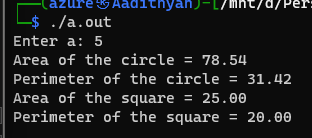 (azure㉿Aadithyan)-[/mnt/d/Per
$ ./a.out
Enter a: 5
Area of the circle = 78.54
Perimeter of the circle = 31.42
Area of the square = 25.00
Perimeter of the square = 20.00